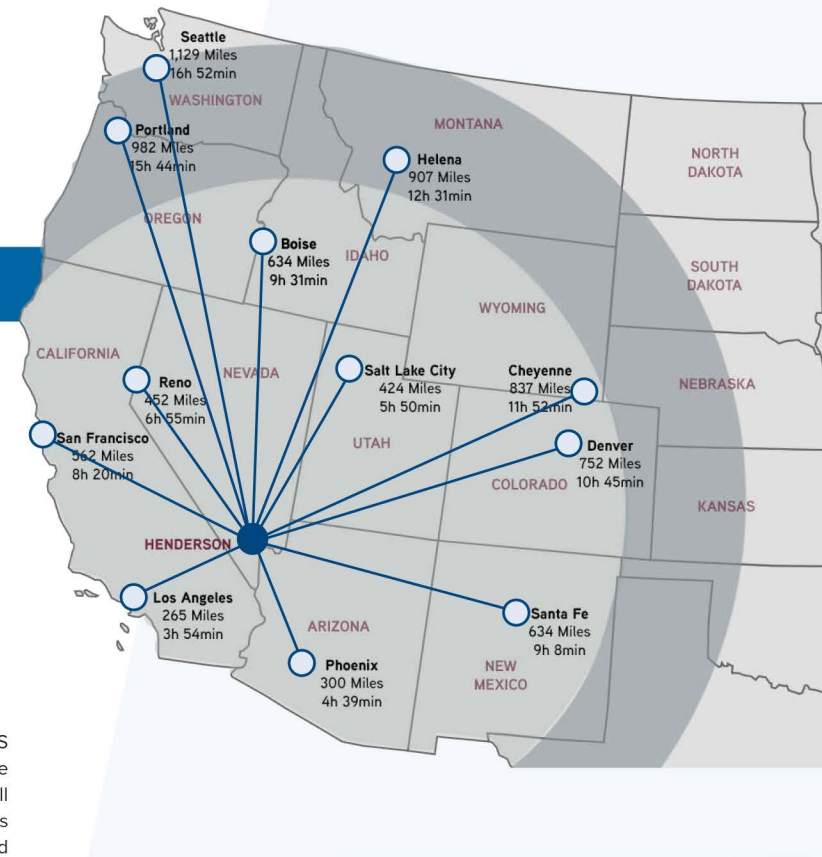 Seattle
1,129 Miles
16h 52min
WASHINGTON
MONTANA
Portland
982 Miles
15h 44min
Helena
907 Miles
12h 31min
NORTH
DAKOTA
OREGON
Boise
634 Miles
9h 31min
IDAHO
SOUTH
DAKOTA
WYOMING
CALIFORNIA
Reno
452 Miles
6h 55min
NEVADA
Salt Lake City
424 Miles
5h 50min
Cheyenne
837 Miles
11h 52min
NEBRASKA
San Francisco
562 Miles
8h 20min
UTAH
Denver
752 Miles
10h 45min
COLORADO
KANSAS
HENDERSON
Los Angeles
265 Miles
3h 54min
ARIZONA
Santa Fe
634 Miles
9h 8min
Phoenix
300 Miles
4h 39min
NEW
MEXICO
S
e
ll
s
d